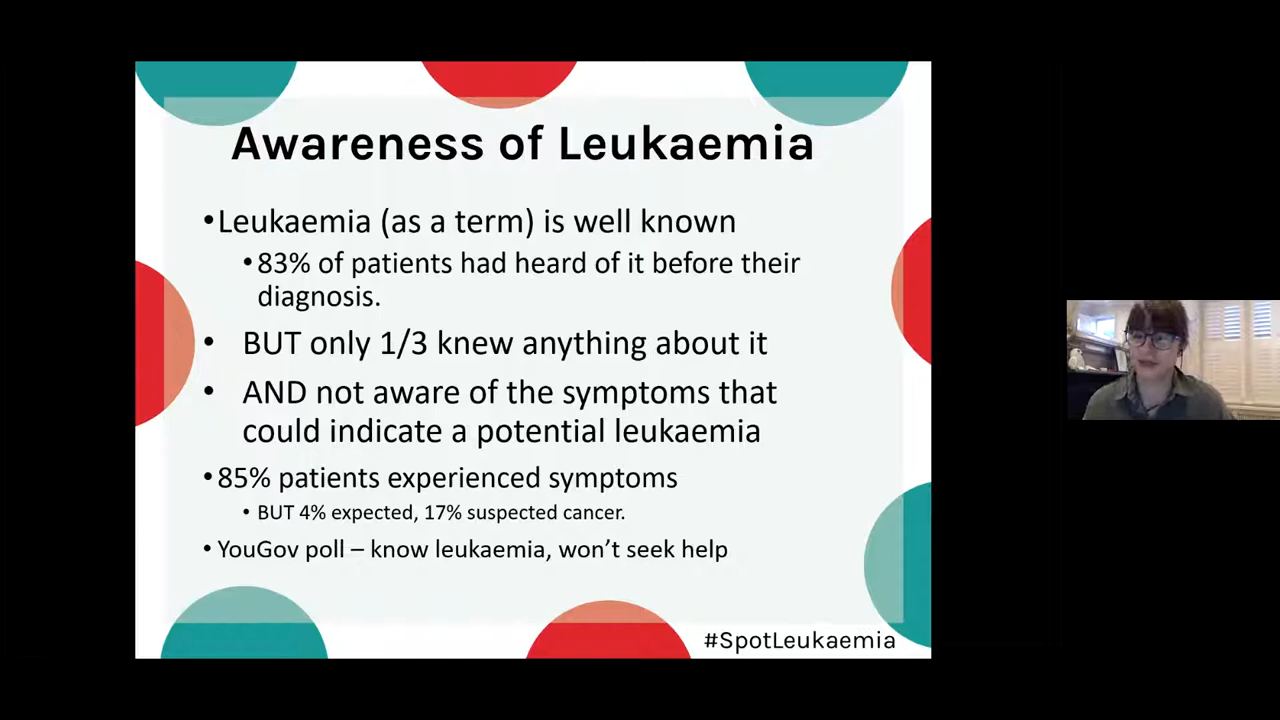 Awareness of Leukaemia
•Leukaemia (as a term) is well known
•83% of patients had heard of it before their
diagnosis.
• BUT only 1/3 knew anything about it
• AND not aware of the symptoms that
could indicate a potential leukaemia
•85% patients experienced symptoms
• BUT 4% expected, 17% suspected cancer.
• YouGov poll – know leukaemia, won’t seek help
#SpotLeukaemia